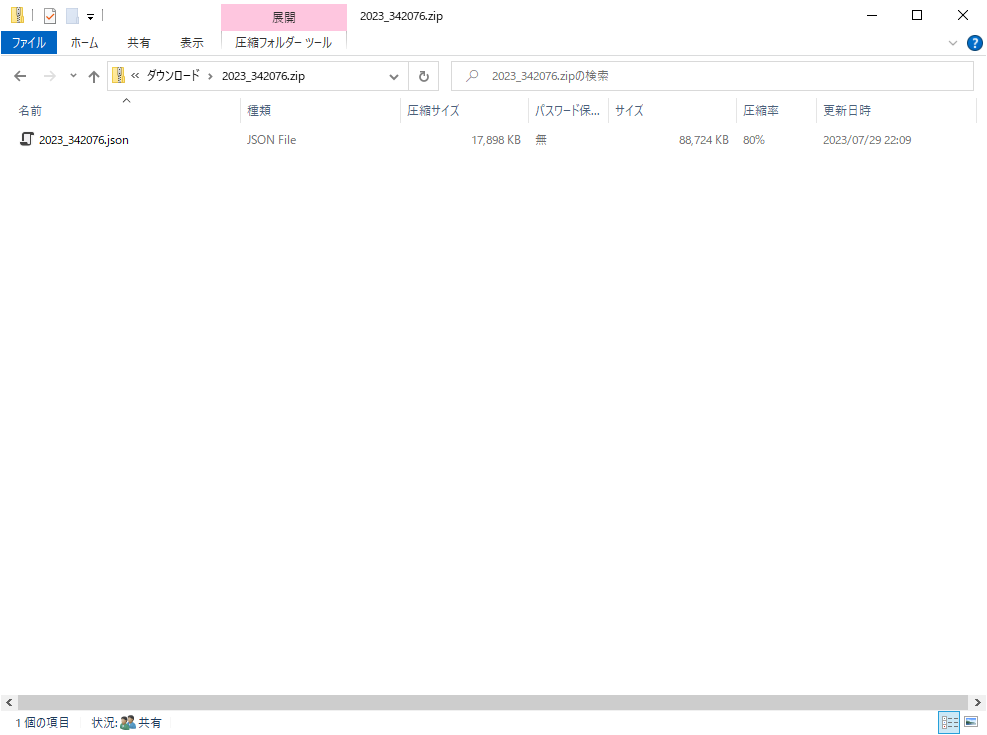 展開 2023_342076.zip
ファイル ホーム 共有 表示 圧縮フォルダー ツール
« ダウンロード › 2023_342076.zip 2023_342076.zipの検索
名前 種類 圧縮サイズ パスワード保... サイズ 圧縮率 更新日時
2023_342076.json JSON File 17,898 KB 無 88,724 KB 80% 2023/07/29 22:09
1 個の項目 状況: 共有